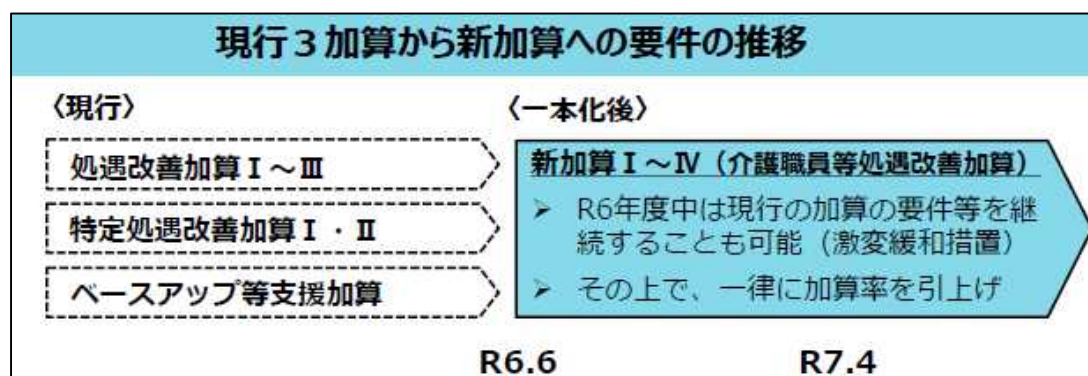 現行3加算から新加算への要件の推移
〈現行〉
処遇改善加算Ⅰ~Ⅲ
特定処遇改善加算Ⅰ・Ⅱ
ベースアップ等支援加算
〈一本化後〉
新加算Ⅰ~Ⅳ(介護職員等処遇改善加算)
➢ R6年度中は現行の加算の要件等を継
続することも可能(激変緩和措置)
➢ その上で、一律に加算率を引上げ
R6.6
R7.4